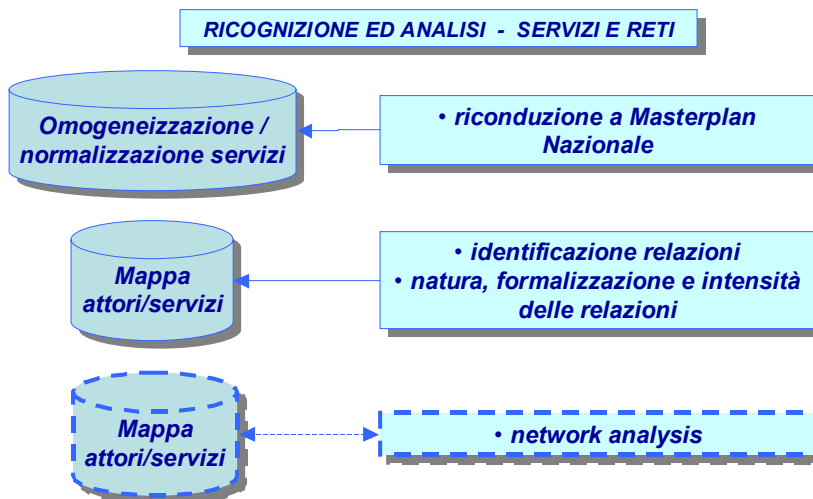 RICOGNIZIONE ED ANALISI - SERVIZI E RETI
Omogeneizzazione /
normalizzazione servizi
• riconduzione a Masterplan
Nazionale
Mappa
attori/servizi
• identificazione relazioni
• natura, formalizzazione e intensità
delle relazioni
Mappa
attori/servizi
• network analysis